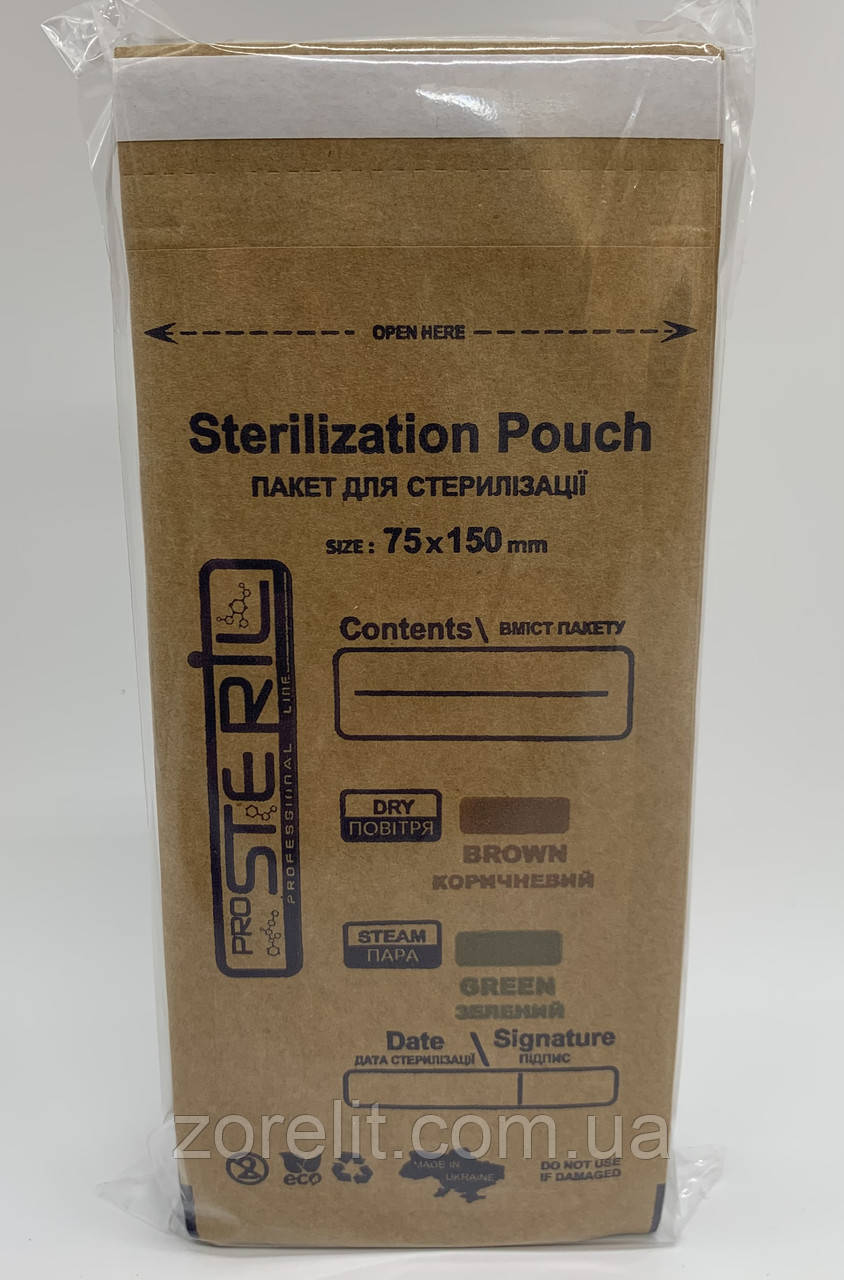 OPEN HERE
Sterilization Pouch
ПАКЕТ ДЛЯ СТЕРИЛІЗАЦІЇ
SIZE : 75x150 mm
PRO STERIL
PROFESSIONAL LINE
Contents \ ВМІСТ ПАКЕТУ
DRY
ПОВІТРЯ
BROWN
КОРИЧНЕВИЙ
STEAM
ПАРА
GREEN
ЗЕЛЕНИЙ
Date \ Signature
ДАТА СТЕРИЛІЗАЦІЇ ПІДПИС
zorelit.com.ua
eco
MADE IN
UKRAINE
DO NOT USE
IF DAMAGED